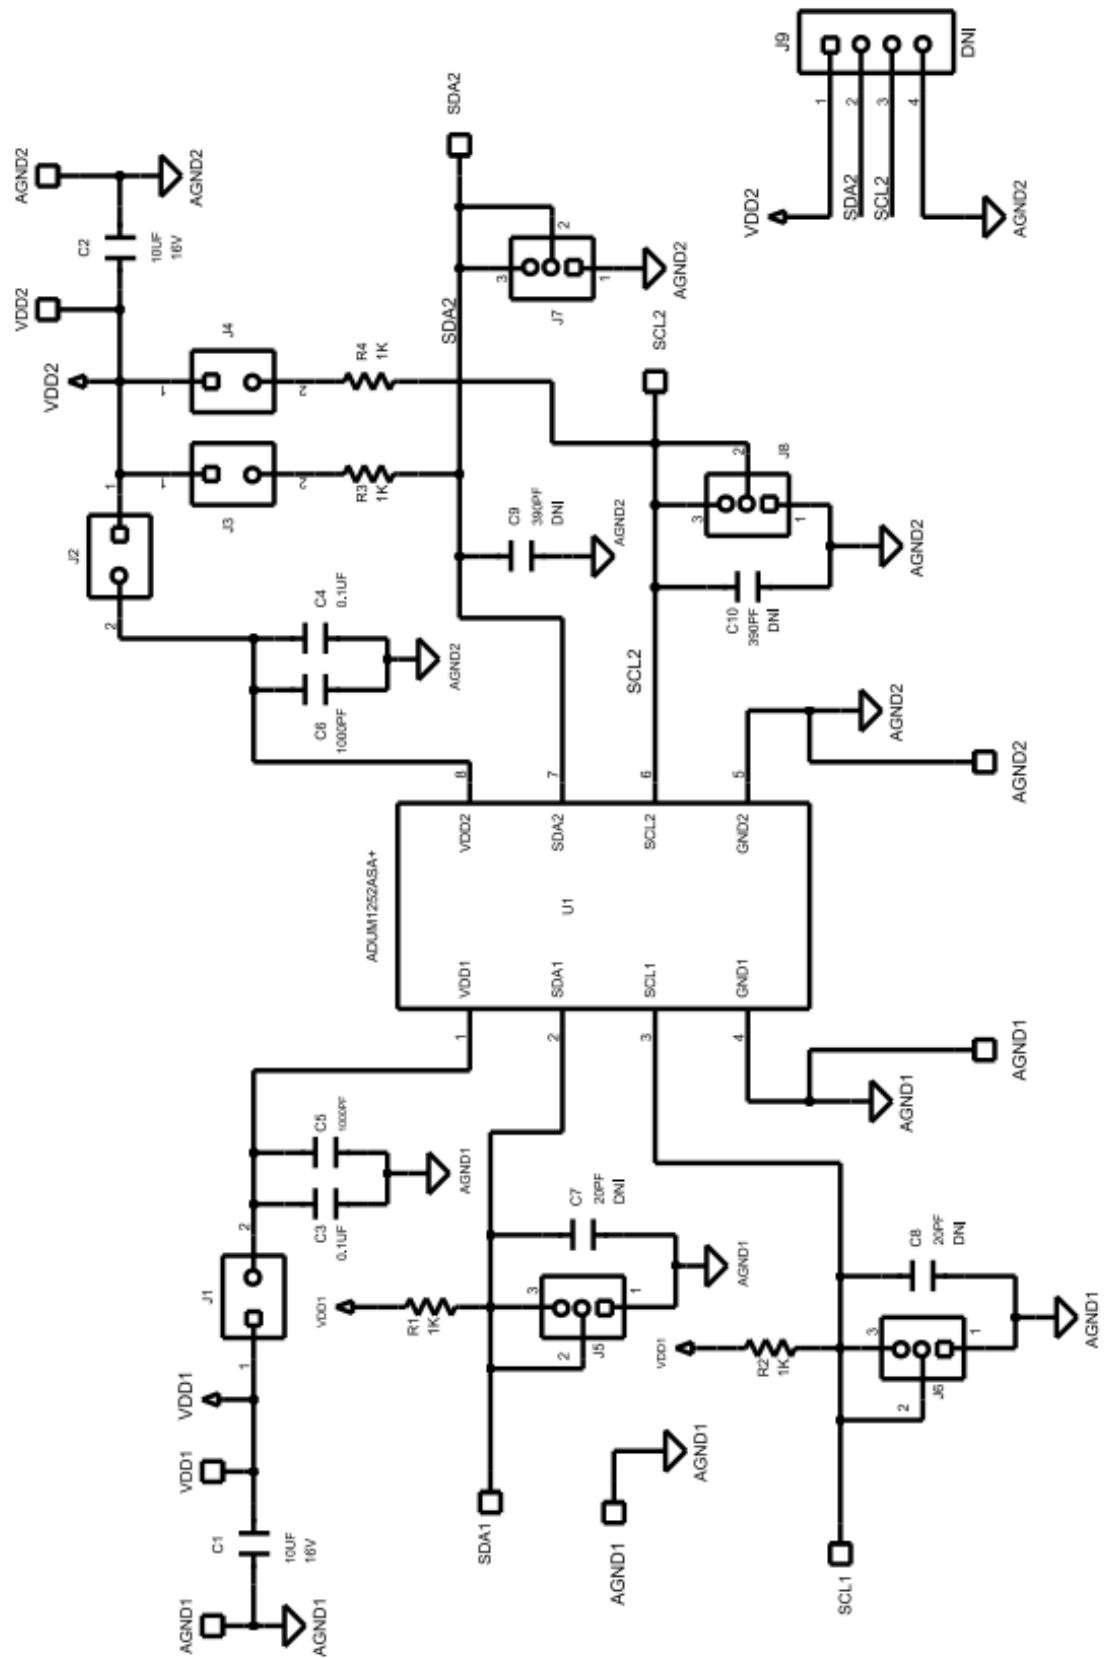 AGND1
AGND1
C1
10UF
16V
VDD1
VDD1
1
J1
2
C3
0.1UF
C5
1000PF
AGND1
VDD1
R1
1K
SDA1
2
3
J5
1
C7
20PF
DNI
AGND1
AGND1
AGND1
VDD1
R2
1K
SCL1
2
3
J6
1
C8
20PF
DNI
AGND1
AGND1
AGND1
ADUM1252ASA+
U1
1
VDD1
2
SDA1
3
SCL1
4
GND1
VDD2
8
SDA2
7
SCL2
6
GND2
5
AGND2
AGND2
C6
1000PF
C4
0.1UF
AGND2
2
J2
1
J3
1
2
R3
1K
J4
1
2
R4
1K
VDD2
VDD2
C2
10UF
16V
AGND2
AGND2
C9
390PF
DNI
AGND2
SDA2
3
2
J7
1
AGND2
SDA2
SCL2
C10
390PF
DNI
3
2
J8
1
AGND2
SCL2
VDD2
SDA2
SCL2
AGND2
1
2
3
4
J9
DNI